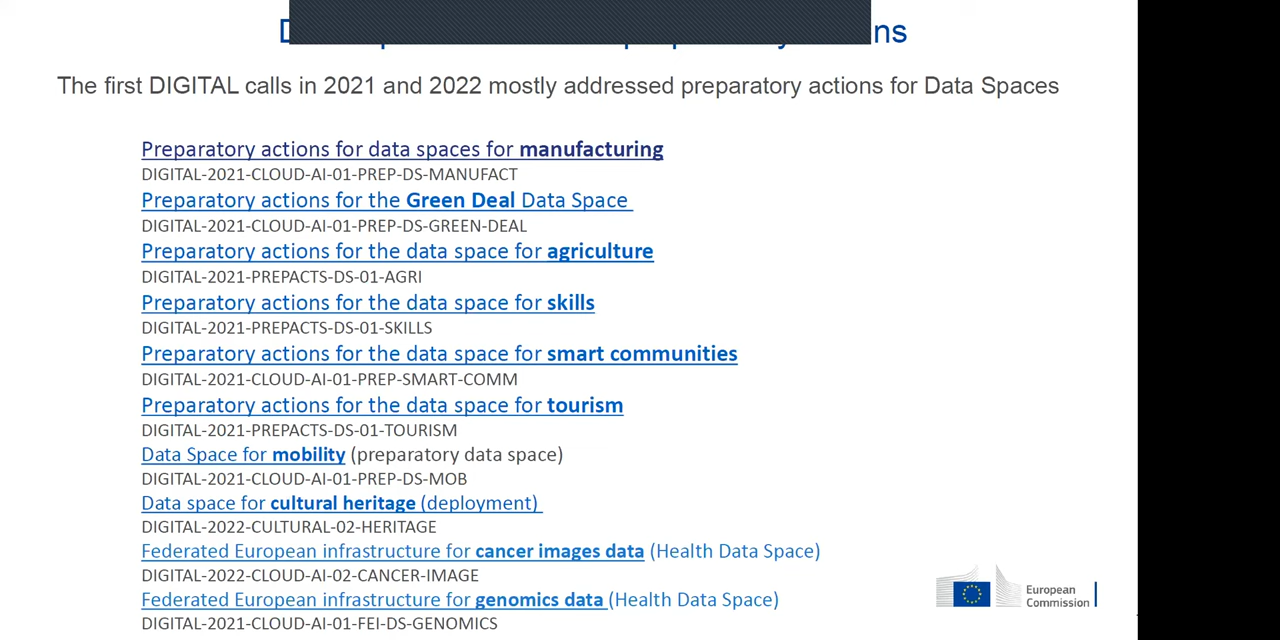 The first DIGITAL calls in 2021 and 2022 mostly addressed preparatory actions for Data Spaces
Preparatory actions for data spaces for manufacturing
DIGITAL-2021-CLOUD-AI-01-PREP-DS-MANUFACT
Preparatory actions for the Green Deal Data Space
DIGITAL-2021-CLOUD-AI-01-PREP-DS-GREEN-DEAL
Preparatory actions for the data space for agriculture
DIGITAL-2021-PREPACTS-DS-01-AGRI
Preparatory actions for the data space for skills
DIGITAL-2021-PREPACTS-DS-01-SKILLS
Preparatory actions for the data space for smart communities
DIGITAL-2021-CLOUD-AI-01-PREP-SMART-COMM
Preparatory actions for the data space for tourism
DIGITAL-2021-PREPACTS-DS-01-TOURISM
Data Space for mobility (preparatory data space)
DIGITAL-2021-CLOUD-AI-01-PREP-DS-MOB
Data space for cultural heritage (deployment)
DIGITAL-2022-CULTURAL-02-HERITAGE
Federated European infrastructure for cancer images data (Health Data Space)
DIGITAL-2022-CLOUD-AI-02-CANCER-IMAGE
Federated European infrastructure for genomics data (Health Data Space)
DIGITAL-2021-CLOUD-AI-01-FEI-DS-GENOMICS
European
Commission